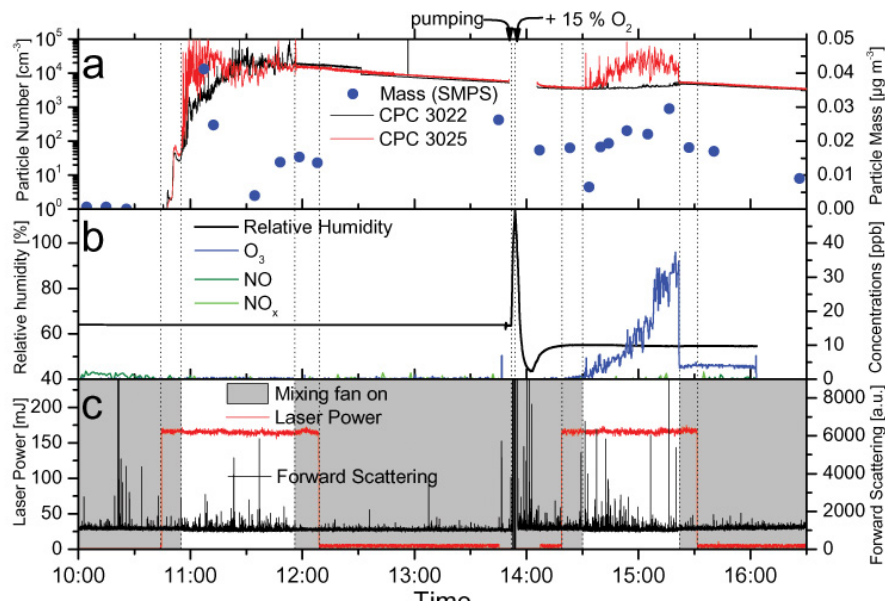 pumping + 15 % O₂
a
Particle Number [cm⁻³]
10⁵
10⁴
10³
10²
10¹
10⁰
Mass (SMPS)
CPC 3022
CPC 3025
0.05
0.04
0.03
0.02
0.01
0.00
Particle Mass [µg m⁻³]
b
Relative humidity [%]
100
80
60
40
Relative Humidity
O₃
NO
NOₓ
40
30
20
10
0
Concentrations [ppb]
c
Laser Power [mJ]
200
150
100
50
0
Mixing fan on
Laser Power
Forward Scattering
8000
6000
4000
2000
0
Forward Scattering [a.u.]
10:00 11:00 12:00 13:00 14:00 15:00 16:00
Time